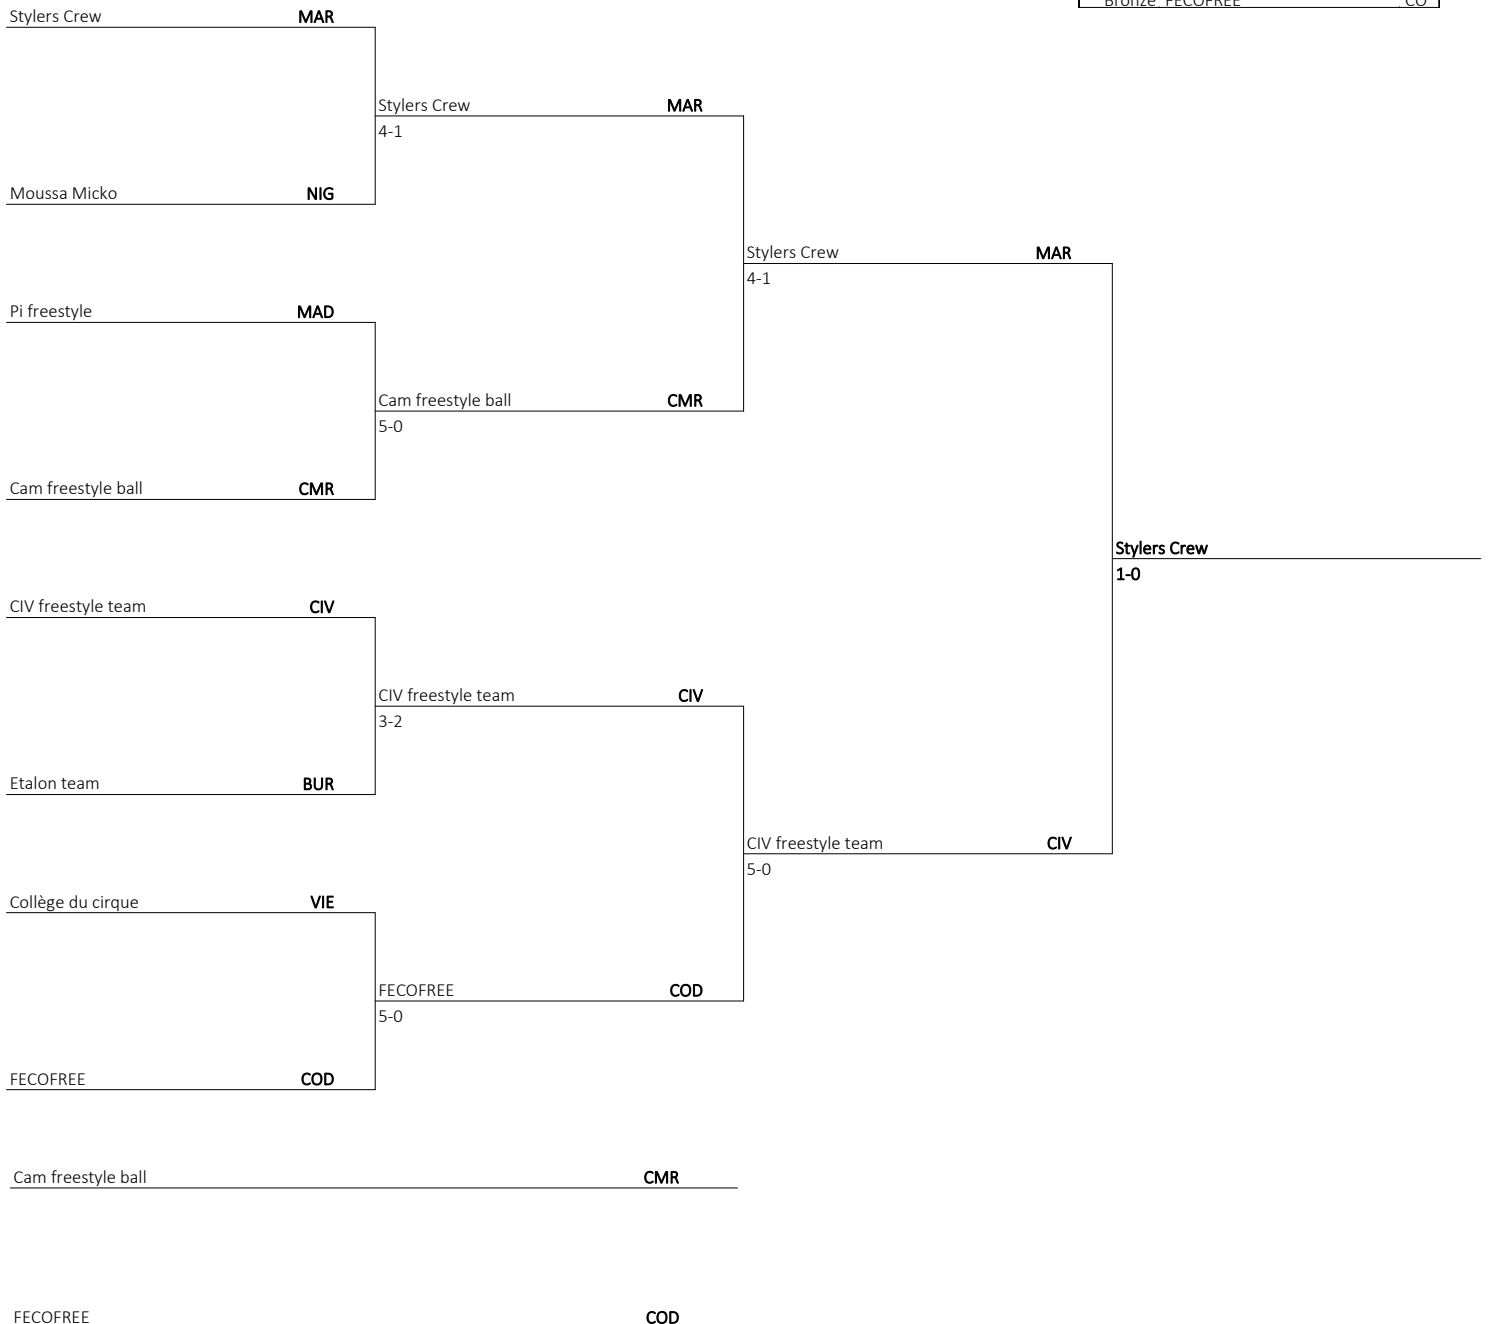 Bronze FECOFREE CO
Stylers Crew MAR
Stylers Crew MAR
4-1
Moussa Micko NIG
Stylers Crew MAR
4-1
Pi freestyle MAD
Cam freestyle ball CMR
5-0
Cam freestyle ball CMR
Stylers Crew
1-0
CIV freestyle team CIV
CIV freestyle team CIV
3-2
Etalon team BUR
CIV freestyle team CIV
5-0
Collège du cirque VIE
FECOFREE COD
5-0
FECOFREE COD
Cam freestyle ball CMR
FECOFREE COD